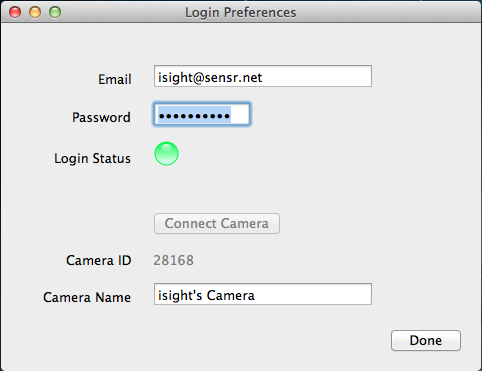 Login Preferences
Email isight@sensr.net
Password ••••••••••
Login Status
Connect Camera
Camera ID 28168
Camera Name isight's Camera
Done